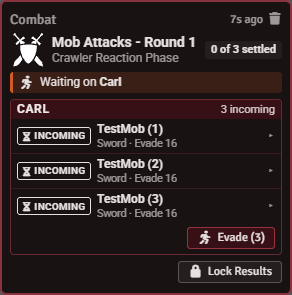 Combat
7s ago
Mob Attacks - Round 1
Crawler Reaction Phase
0 of 3 settled
Waiting on Carl
CARL
3 incoming
INCOMING
TestMob (1)
Sword · Evade 16
INCOMING
TestMob (2)
Sword · Evade 16
INCOMING
TestMob (3)
Sword · Evade 16
Evade (3)
Lock Results